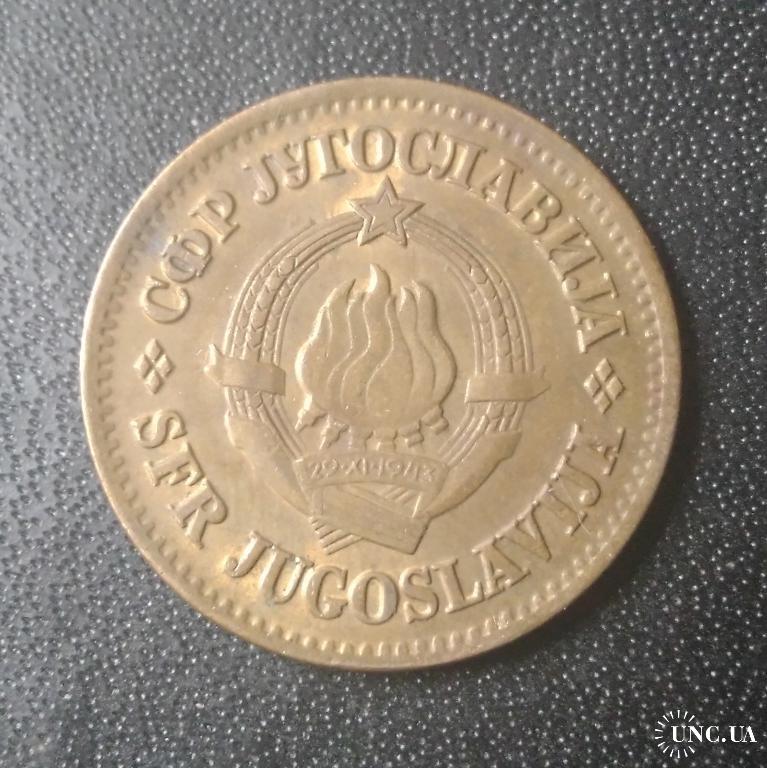 СФР ЈУГОСЛАВИЈА
29·XI·1943
SFR JUGOSLAVIJA
UNC.UA